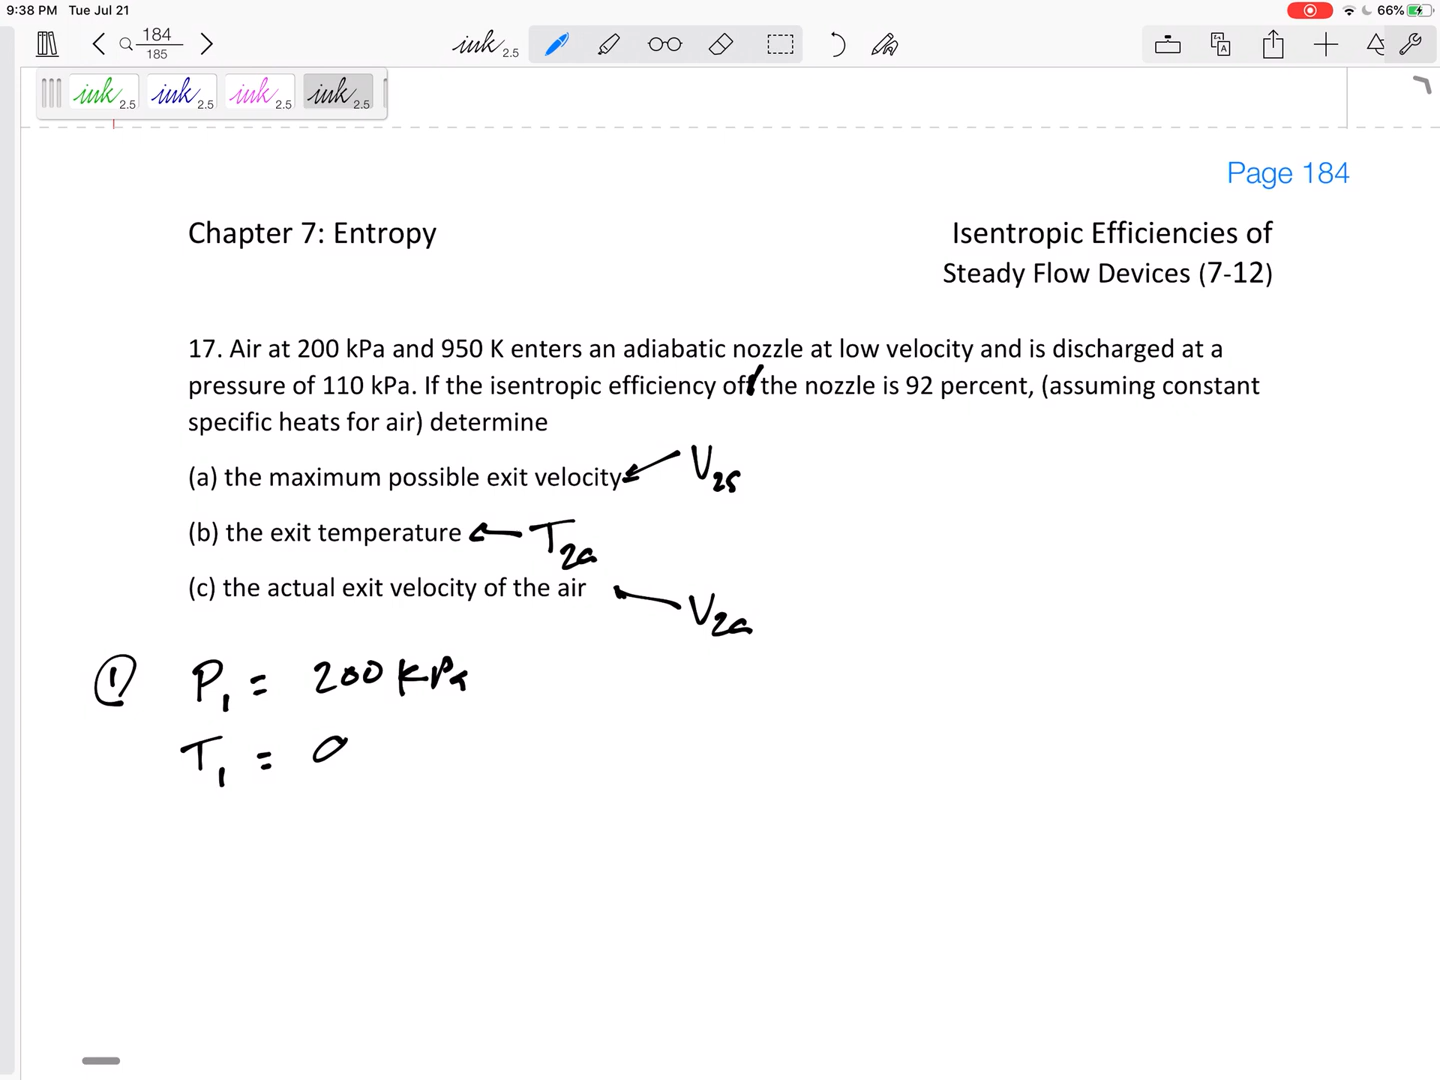 9:38 PM Tue Jul 21
66%
184
185
ink 2.5
ink 2.5 ink 2.5 ink 2.5 ink 2.5
Page 184
Chapter 7: Entropy
Isentropic Efficiencies of
Steady Flow Devices (7-12)
17. Air at 200 kPa and 950 K enters an adiabatic nozzle at low velocity and is discharged at a
pressure of 110 kPa. If the isentropic efficiency off the nozzle is 92 percent, (assuming constant
specific heats for air) determine
(a) the maximum possible exit velocity V2s
(b) the exit temperature T2a
(c) the actual exit velocity of the air V2a
1 P1 = 200 kPa
T1 =